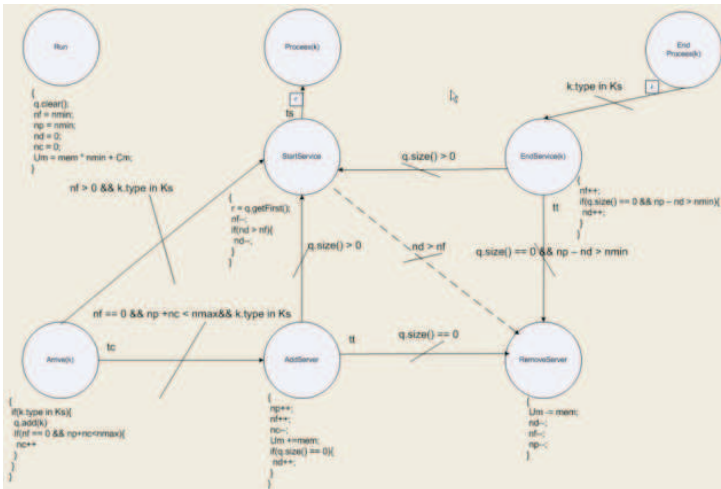 Run
{
q.clear();
nf = nmin;
np = nmin;
nd = 0;
nc = 0;
Um = mem * nmin + Cm;
}
Process(k)
End
Process(k)
k.type in Ks
ts
StartService
{
r = q.getFirst();
nf--;
if(nd > nf){
nd--;
}
}
q.size() > 0
EndService(k)
{
nf++;
if(q.size() == 0 && np – nd > nmin){
nd++;
}
}
tt
nf > 0 && k.type in Ks
q.size() > 0
nd > nf
q.size() == 0 && np – nd > nmin
nf == 0 && np +nc < nmax&& k.type in Ks
Arrive(k)
{
if(k.type in Ks){
q.add(k)
if(nf == 0 && np+nc<nmax){
nc++
}
}
}
tc
AddServer
{
np++;
nf++;
nc--;
Um +=mem;
if(q.size() == 0){
nd++;
}
}
tt
q.size() == 0
RemoveServer
{
Um -= mem;
nd--;
nf--;
np--;
}